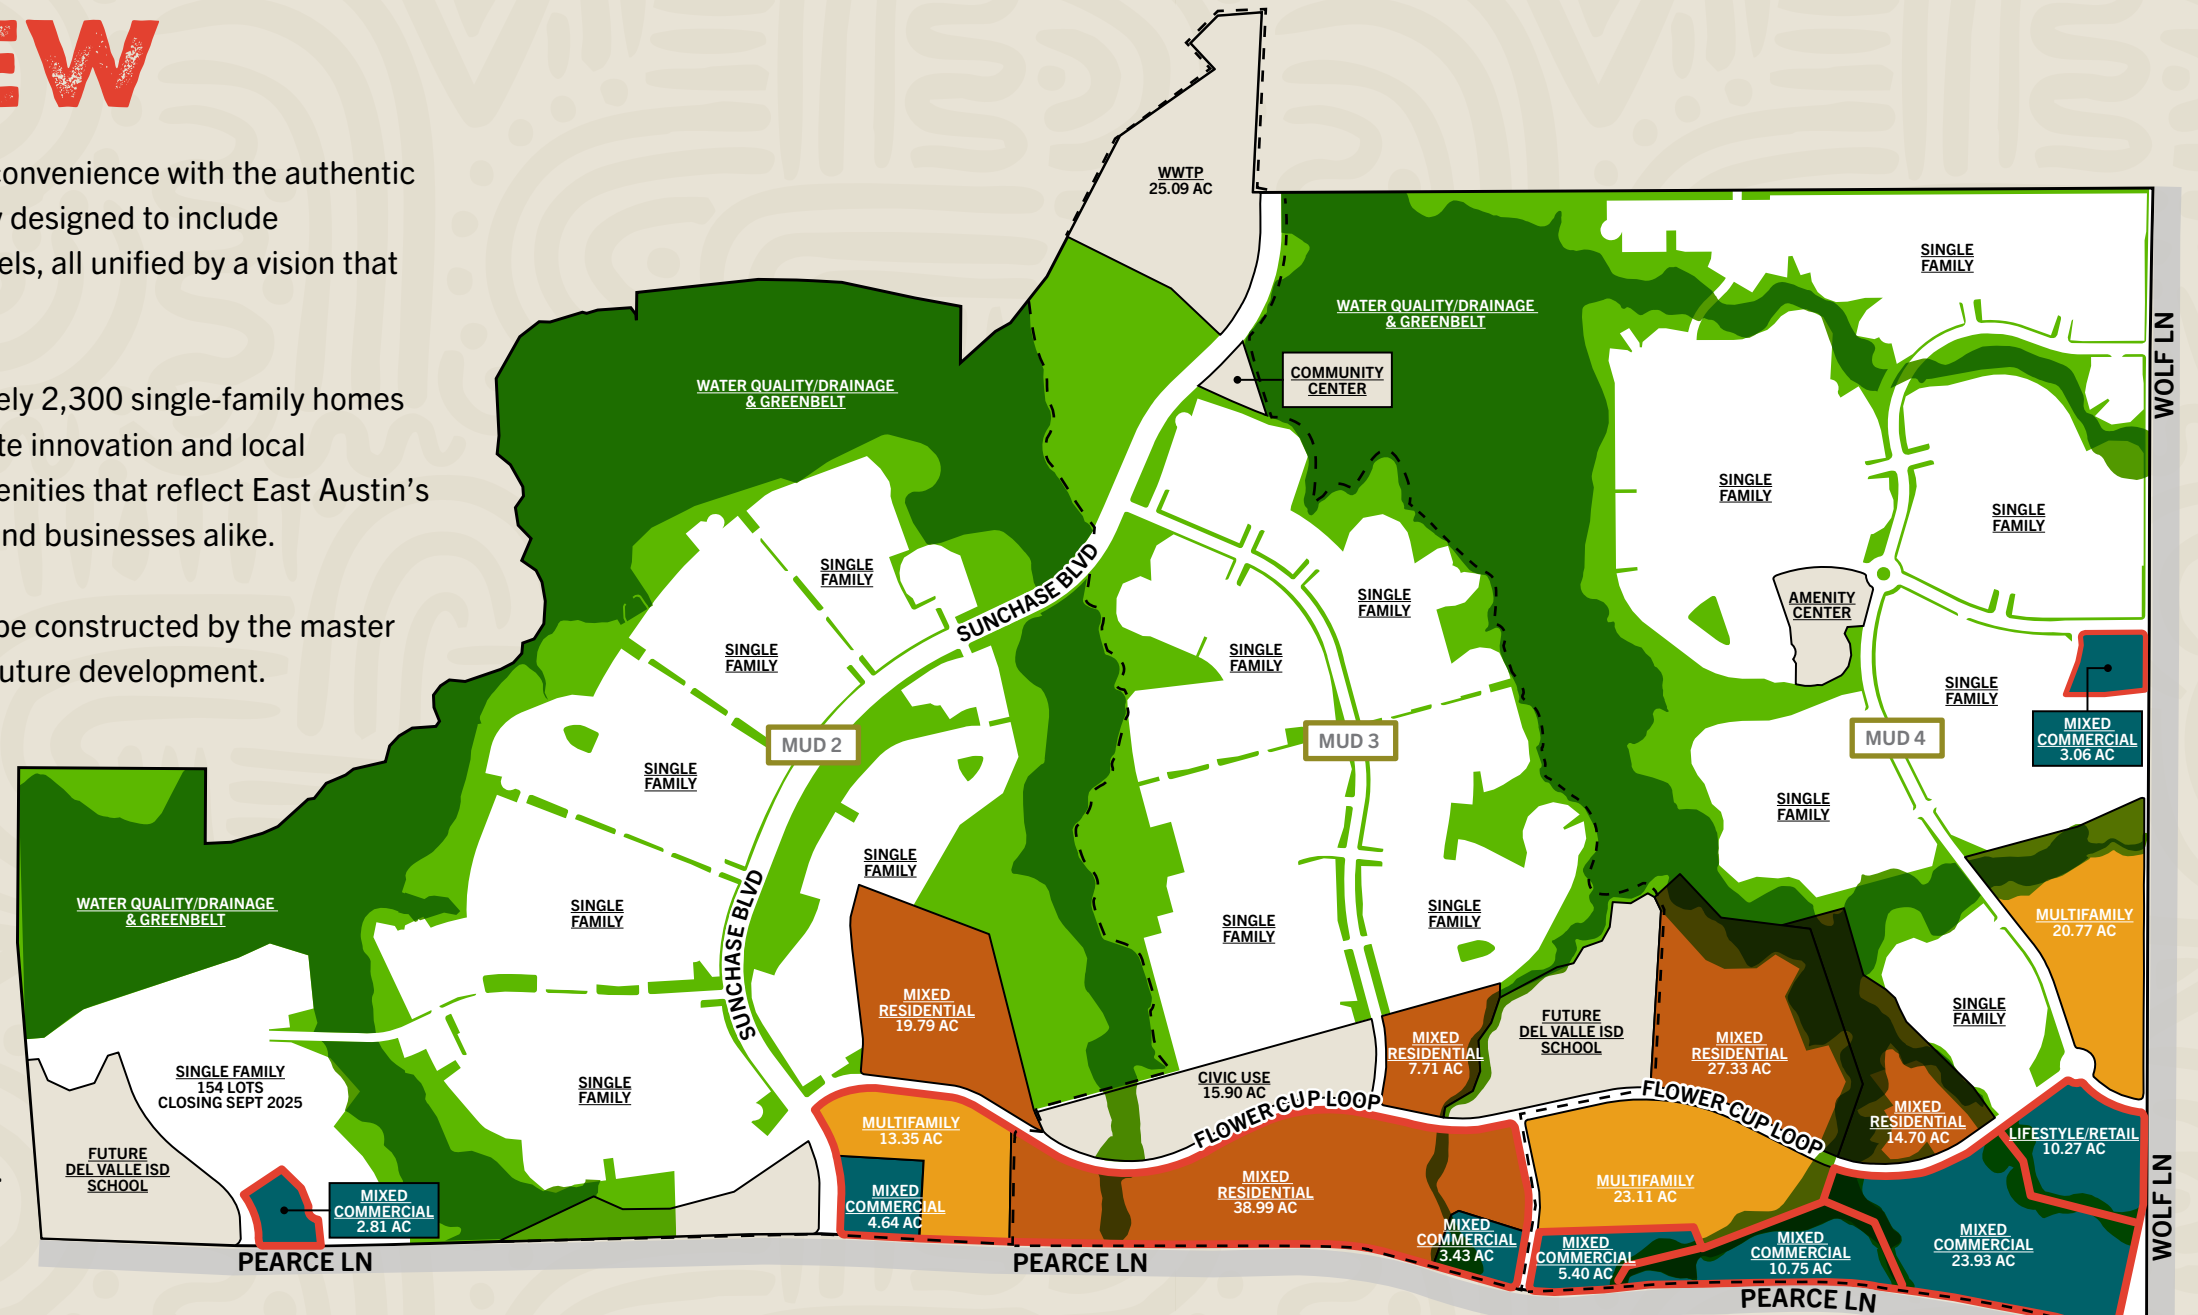 EW
convenience with the authentic
designed to include
els, all unified by a vision that
ely 2,300 single-family homes
te innovation and local
enities that reflect East Austin's
nd businesses alike.
be constructed by the master
uture development.
WWTP
25.09 AC
WATER QUALITY/DRAINAGE
& GREENBELT
SINGLE
FAMILY
WOLF LN
COMMUNITY
CENTER
WATER QUALITY/DRAINAGE
& GREENBELT
SINGLE
FAMILY
SINGLE
FAMILY
SINGLE
FAMILY
SUNCHASE BLVD
SINGLE
FAMILY
AMENITY
CENTER
SINGLE
FAMILY
SINGLE
FAMILY
SINGLE
FAMILY
MUD 2
MUD 3
MUD 4
MIXED
COMMERCIAL
3.06 AC
SINGLE
FAMILY
SINGLE
FAMILY
SINGLE
FAMILY
WATER QUALITY/DRAINAGE
& GREENBELT
SINGLE
FAMILY
SUNCHASE BLVD
SINGLE
FAMILY
SINGLE
FAMILY
MULTIFAMILY
20.77 AC
MIXED
RESIDENTIAL
19.79 AC
SINGLE
FAMILY
FUTURE
DEL VALLE ISD
SCHOOL
MIXED
RESIDENTIAL
7.71 AC
MIXED
RESIDENTIAL
27.33 AC
SINGLE FAMILY
154 LOTS
CLOSING SEPT 2025
SINGLE
FAMILY
CIVIC USE
15.90 AC
FLOWER CUP LOOP
FLOWER CUP LOOP
MIXED
RESIDENTIAL
14.70 AC
MULTIFAMILY
13.35 AC
LIFESTYLE/RETAIL
10.27 AC
FUTURE
DEL VALLE ISD
SCHOOL
MIXED
COMMERCIAL
2.81 AC
MIXED
COMMERCIAL
4.64 AC
MIXED
RESIDENTIAL
38.99 AC
MULTIFAMILY
23.11 AC
MIXED
COMMERCIAL
3.43 AC
MIXED
COMMERCIAL
5.40 AC
MIXED
COMMERCIAL
10.75 AC
MIXED
COMMERCIAL
23.93 AC
WOLF LN
PEARCE LN
PEARCE LN
PEARCE LN